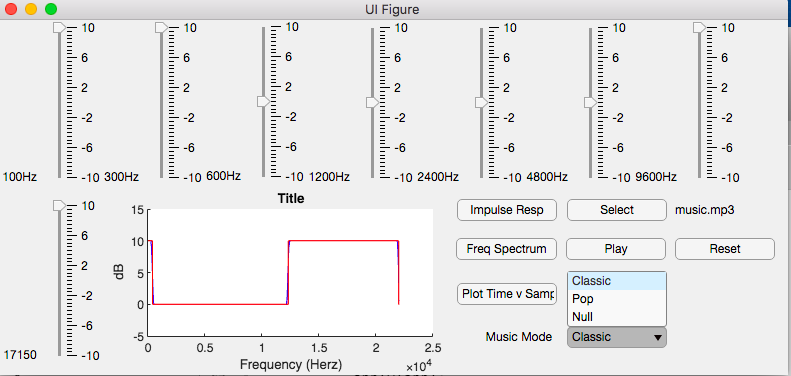 UI Figure
10 10 10 10 10 10 10
6 6 6 6 6 6 6
2 2 2 2 2 2 2
-2 -2 -2 -2 -2 -2 -2
-6 -6 -6 -6 -6 -6 -6
100Hz -10 300Hz -10 600Hz -10 1200Hz -10 2400Hz -10 4800Hz -10 9600Hz -10
10
6
2
-2
-6
17150 -10
Title
15
10
5
0
-5
dB
0 0.5 1 1.5 2 2.5
Frequency (Herz) ×10⁴
Impulse Resp Select music.mp3
Freq Spectrum Play Reset
Plot Time v Samp
Classic
Pop
Null
Music Mode Classic